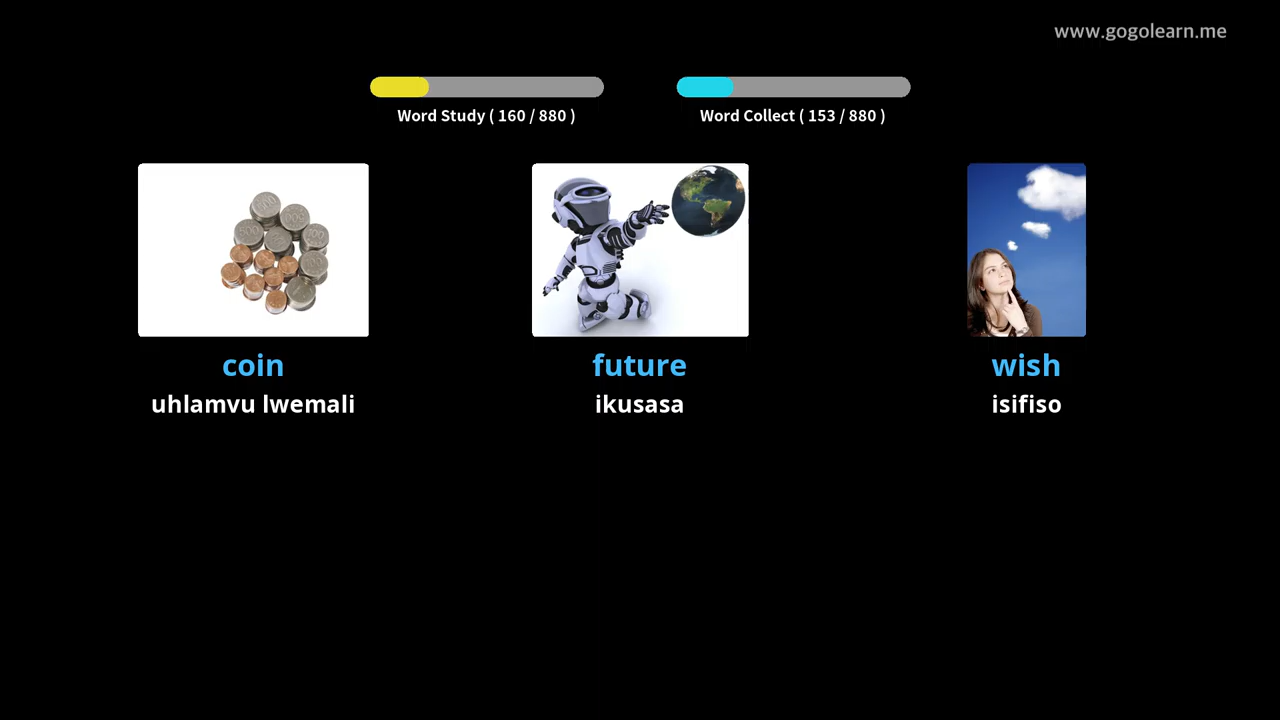 www.gogolearn.me
Word Study ( 160 / 880 )
Word Collect ( 153 / 880 )
coin
uhlamvu lwemali
future
ikusasa
wish
isifiso